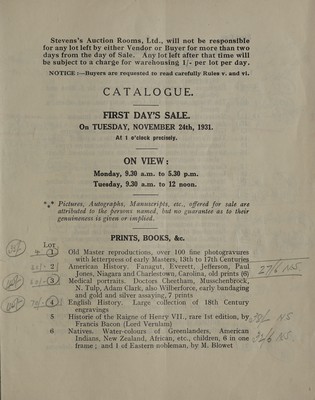 Stevens's Auction Rooms, Ltd., will not be responsible
for any lot left by either Vendor or Buyer for more than two
days from the day of Sale. Any lot left after that time will
be subject to a charge for warehousing 1/- per lot per day.
NOTICE :—Buyers are requested to read carefully Rules v. and vi.
CATALOGUE.
FIRST DAY'S SALE.
On TUESDAY, NOVEMBER 24th, 1931.
At 1 o'clock precisely.
ON VIEW :
Monday, 9.30 a.m. to 5.30 p.m.
Tuesday, 9.30 a.m. to 12 noon.
*⁎* Pictures, Autographs, Manuscripts, etc., offered for sale are
attributed to the persons named, but no guarantee as to their
genuineness is given or implied.
PRINTS, BOOKS, &c.
Lot
1 Old Master reproductions, over 100 fine photogravures
with letterpress of early Masters, 13th to 17th Centuries
2 American History. Farragut, Everett, Jefferson, Paul
Jones, Niagara and Charlestown, Carolina, old prints (6) 27/6 NS.
3 Medical portraits. Doctors Cheetham, Musschenbrock,
N. Tulp, Adam Clark, also Wilberforce, early bandaging
and gold and silver assaying, 7 prints
4 English History. Large collection of 18th Century
engravings
5 Historie of the Raigne of Henry VII., rare 1st edition, by
Francis Bacon (Lord Verulam)
6 Natives. Water-colours of Greenlanders, American
Indians, New Zealand, African, etc., children, 6 in one
frame ; and 1 of Eastern nobleman, by M. Blowet